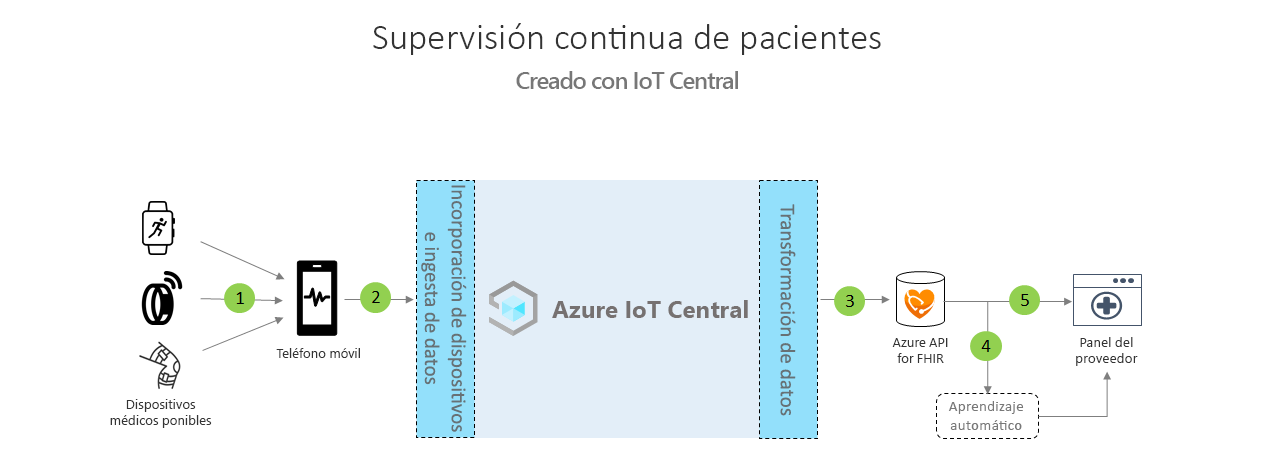 Supervisión continua de pacientes
Creado con IoT Central
1
Teléfono móvil
Dispositivos
médicos ponibles
2
Incorporación de dispositivos
e ingesta de datos
Azure IoT Central
Transformación de datos
3
Azure API
for FHIR
4
5
Panel del
proveedor
Aprendizaje
automático